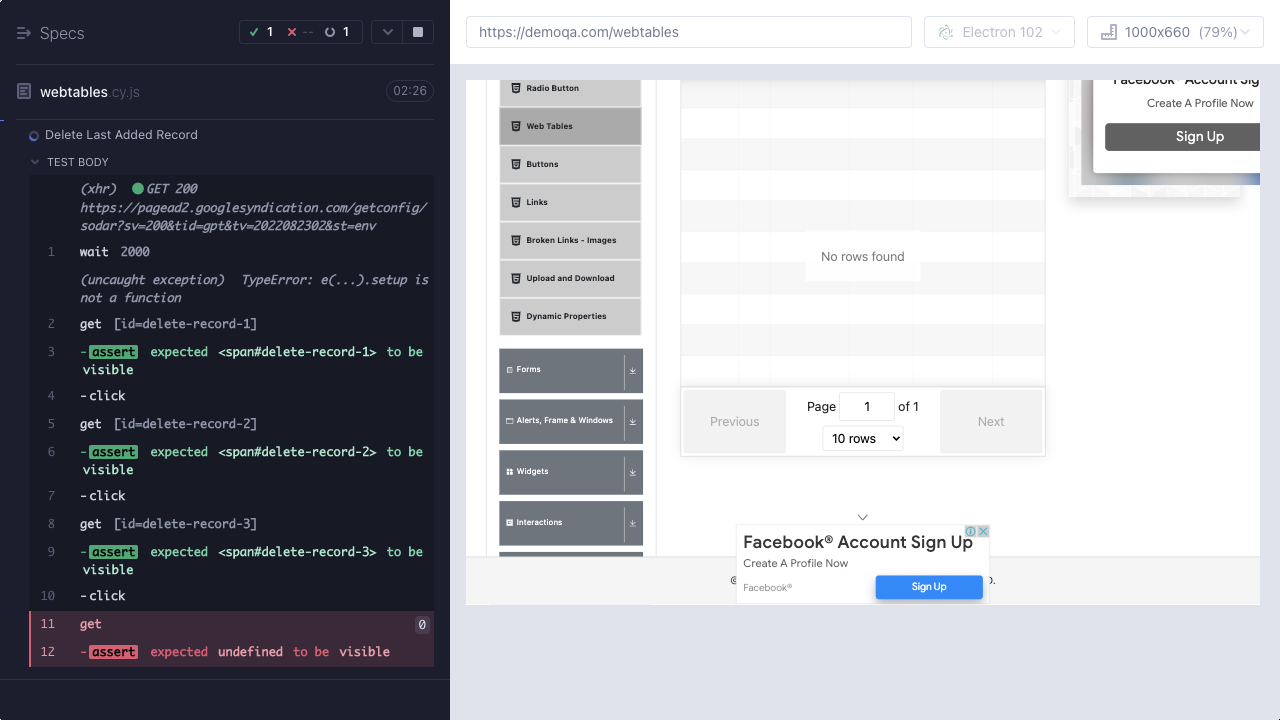 Specs
1
--
1
webtables.cy.js
02:26
Delete Last Added Record
TEST BODY
(xhr) GET 200
https://pagead2.googlesyndication.com/getconfig/
sodar?sv=200&tid=gpt&tv=2022082302&st=env
1 wait 2000
(uncaught exception) TypeError: e(...).setup is
not a function
2 get [id=delete-record-1]
3 -assert expected <span#delete-record-1> to be
visible
4 -click
5 get [id=delete-record-2]
6 -assert expected <span#delete-record-2> to be
visible
7 -click
8 get [id=delete-record-3]
9 -assert expected <span#delete-record-3> to be
visible
10 -click
11 get 0
12 -assert expected undefined to be visible
https://demoqa.com/webtables
Electron 102
1000x660 (79%)
Radio Button
Web Tables
Buttons
Links
Broken Links - Images
Upload and Download
Dynamic Properties
Forms
Alerts, Frame & Windows
Widgets
Interactions
No rows found
Previous
Page 1 of 1
10 rows
Next
Facebook® Account Sig
Create A Profile Now
Sign Up
Facebook® Account Sign Up
Create A Profile Now
Facebook®
Sign Up